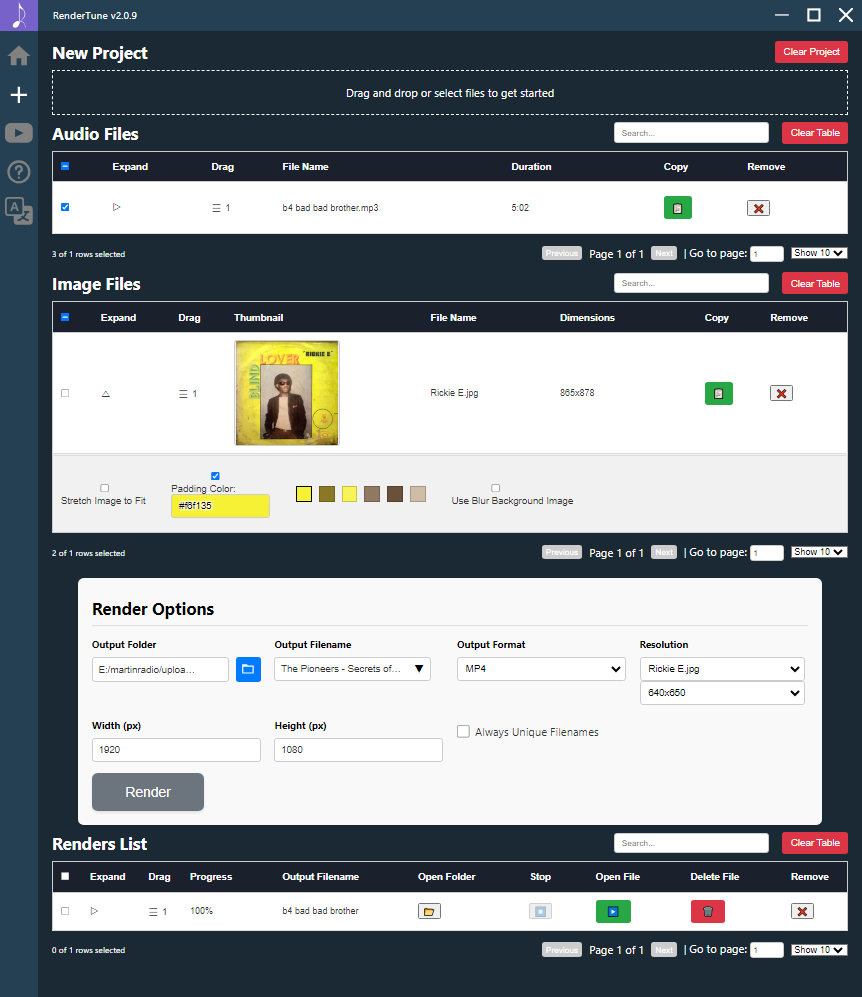 RenderTune v2.0.9
New Project
Clear Project
Drag and drop or select files to get started
Audio Files
Search...
Clear Table
Expand Drag File Name Duration Copy Remove
☰ 1 b4 bad bad brother.mp3 5:02
3 of 1 rows selected
Previous Page 1 of 1 Next | Go to page: 1 Show 10
Image Files
Search...
Clear Table
Expand Drag Thumbnail File Name Dimensions Copy Remove
BLIND LOVER "RICKIE E"
☰ 1 Rickie E.jpg 865x878
Stretch Image to Fit
Padding Color:
#f6f135
Use Blur Background Image
2 of 1 rows selected
Previous Page 1 of 1 Next | Go to page: 1 Show 10
Render Options
Output Folder Output Filename Output Format Resolution
E:/martinradio/uploa... The Pioneers - Secrets of... MP4 Rickie E.jpg
640x650
Width (px) Height (px)
1920 1080 Always Unique Filenames
Render
Renders List
Search...
Clear Table
Expand Drag Progress Output Filename Open Folder Stop Open File Delete File Remove
☰ 1 100% b4 bad bad brother
0 of 1 rows selected
Previous Page 1 of 1 Next | Go to page: 1 Show 10